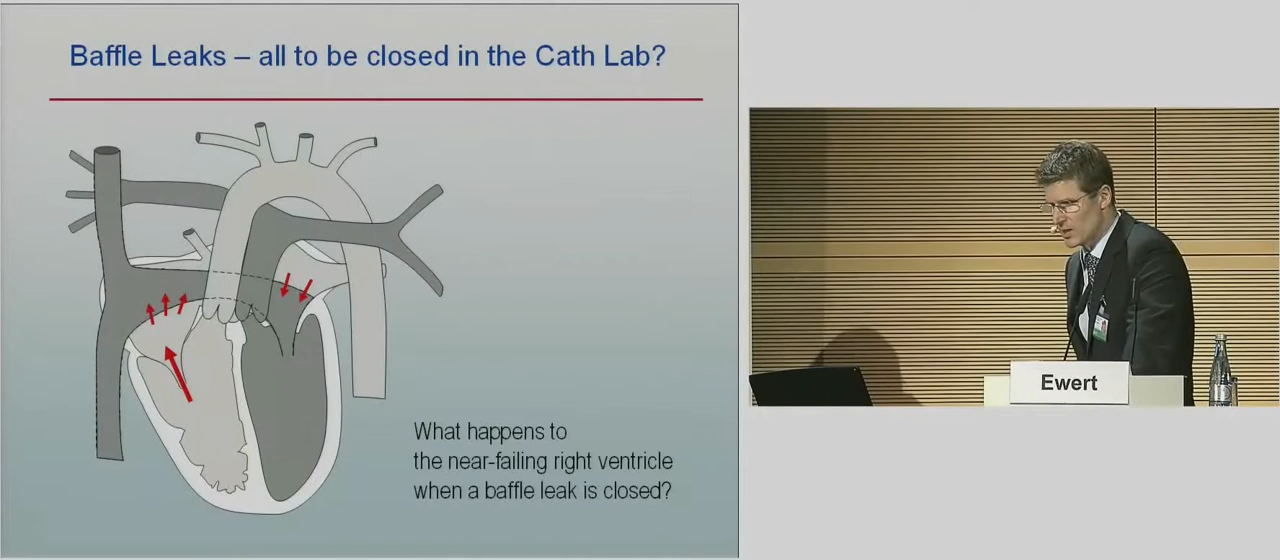 Baffle Leaks – all to be closed in the Cath Lab?
What happens to
the near-failing right ventricle
when a baffle leak is closed?
Ewert